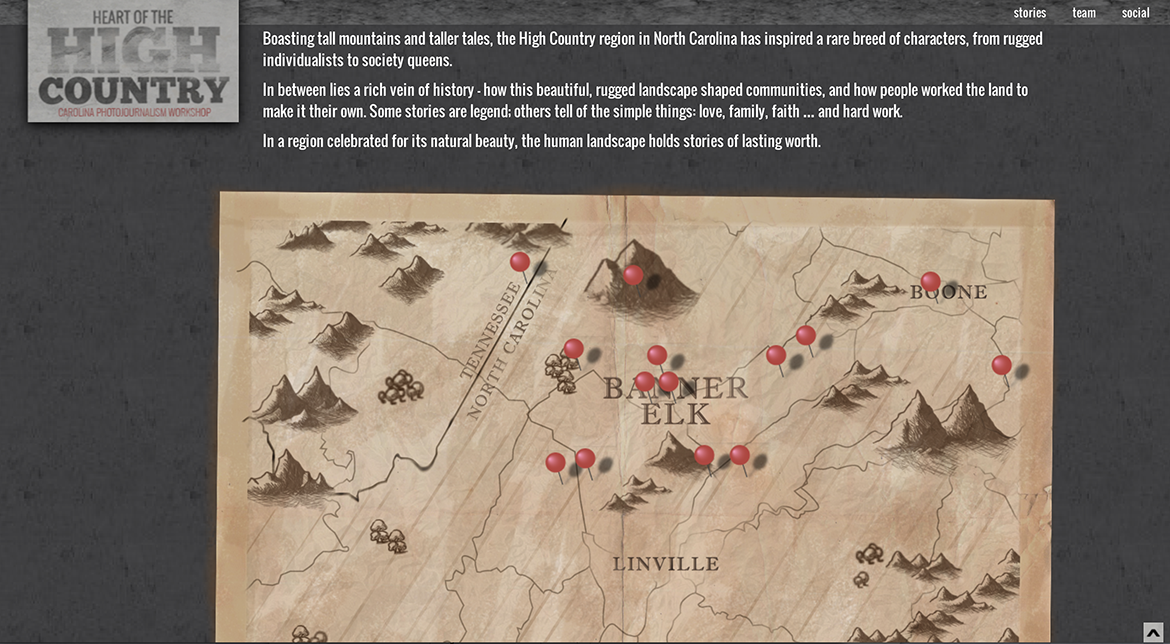 HEART OF THE
HIGH
COUNTRY
CAROLINA PHOTOJOURNALISM WORKSHOP
stories team social
Boasting tall mountains and taller tales, the High Country region in North Carolina has inspired a rare breed of characters, from rugged
individualists to society queens.
In between lies a rich vein of history - how this beautiful, rugged landscape shaped communities, and how people worked the land to
make it their own. Some stories are legend; others tell of the simple things: love, family, faith ... and hard work.
In a region celebrated for its natural beauty, the human landscape holds stories of lasting worth.
TENNESSEE
NORTH CAROLINA
BOONE
BANNER
ELK
LINVILLE